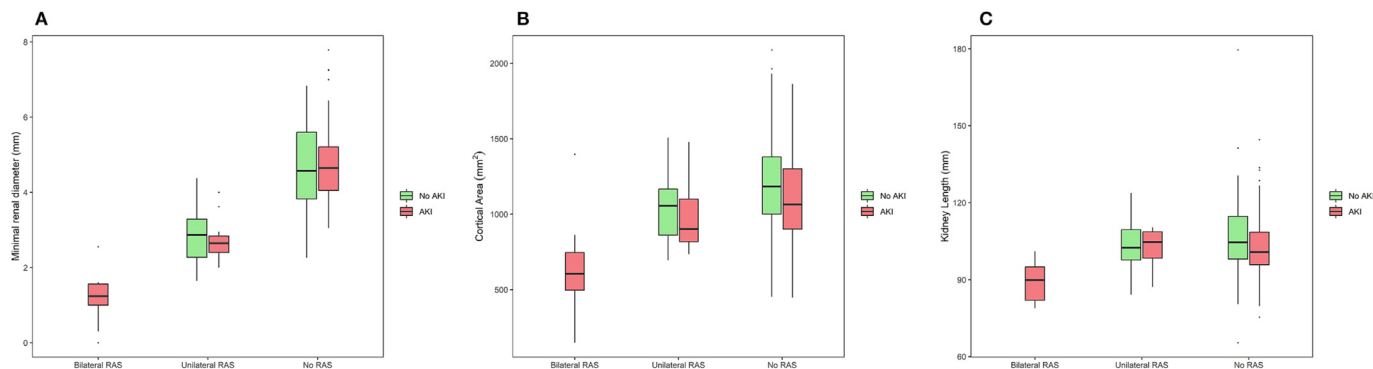 A
Minimal renal diameter (mm)
8
6
4
2
0
Bilateral RAS
Unilateral RAS
No RAS
No AKI
AKI
B
Cortical Area (mm²)
2000
1500
1000
500
Bilateral RAS
Unilateral RAS
No RAS
No AKI
AKI
C
Kidney Length (mm)
180
150
120
90
60
Bilateral RAS
Unilateral RAS
No RAS
No AKI
AKI